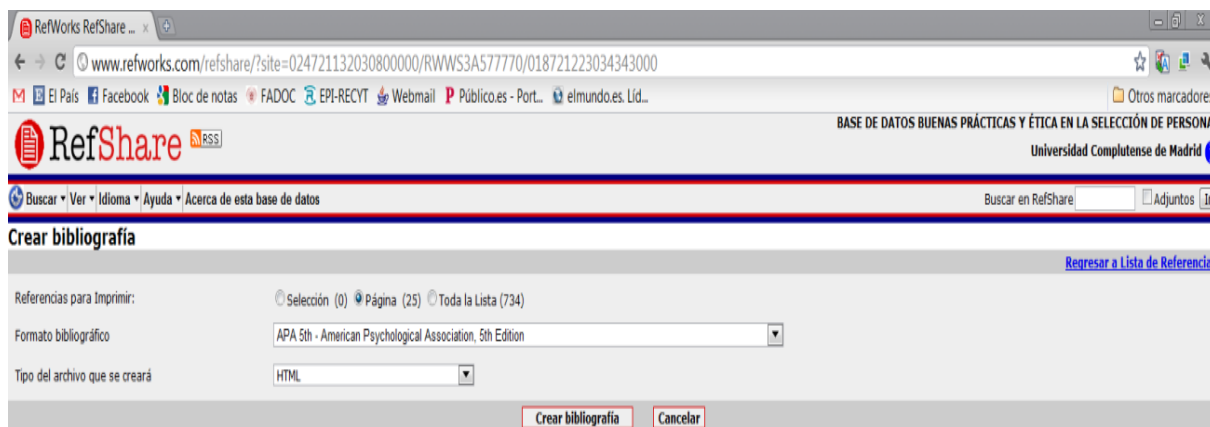 RefWorks RefShare ...
www.refworks.com/refshare/?site=024721132030800000/RWWS3A577770/018721223034343000
El País Facebook Bloc de notas FADOC EPI-RECYT Webmail Público.es - Port... elmundo.es. Líd... Otros marcadores
RefShare RSS
BASE DE DATOS BUENAS PRÁCTICAS Y ÉTICA EN LA SELECCIÓN DE PERSONA
Universidad Complutense de Madrid
Buscar Ver Idioma Ayuda Acerca de esta base de datos Buscar en RefShare Adjuntos
Crear bibliografía
Regresar a Lista de Referencia
Referencias para Imprimir: Selección (0) Página (25) Toda la Lista (734)
Formato bibliográfico APA 5th - American Psychological Association, 5th Edition
Tipo del archivo que se creará HTML
Crear bibliografía Cancelar